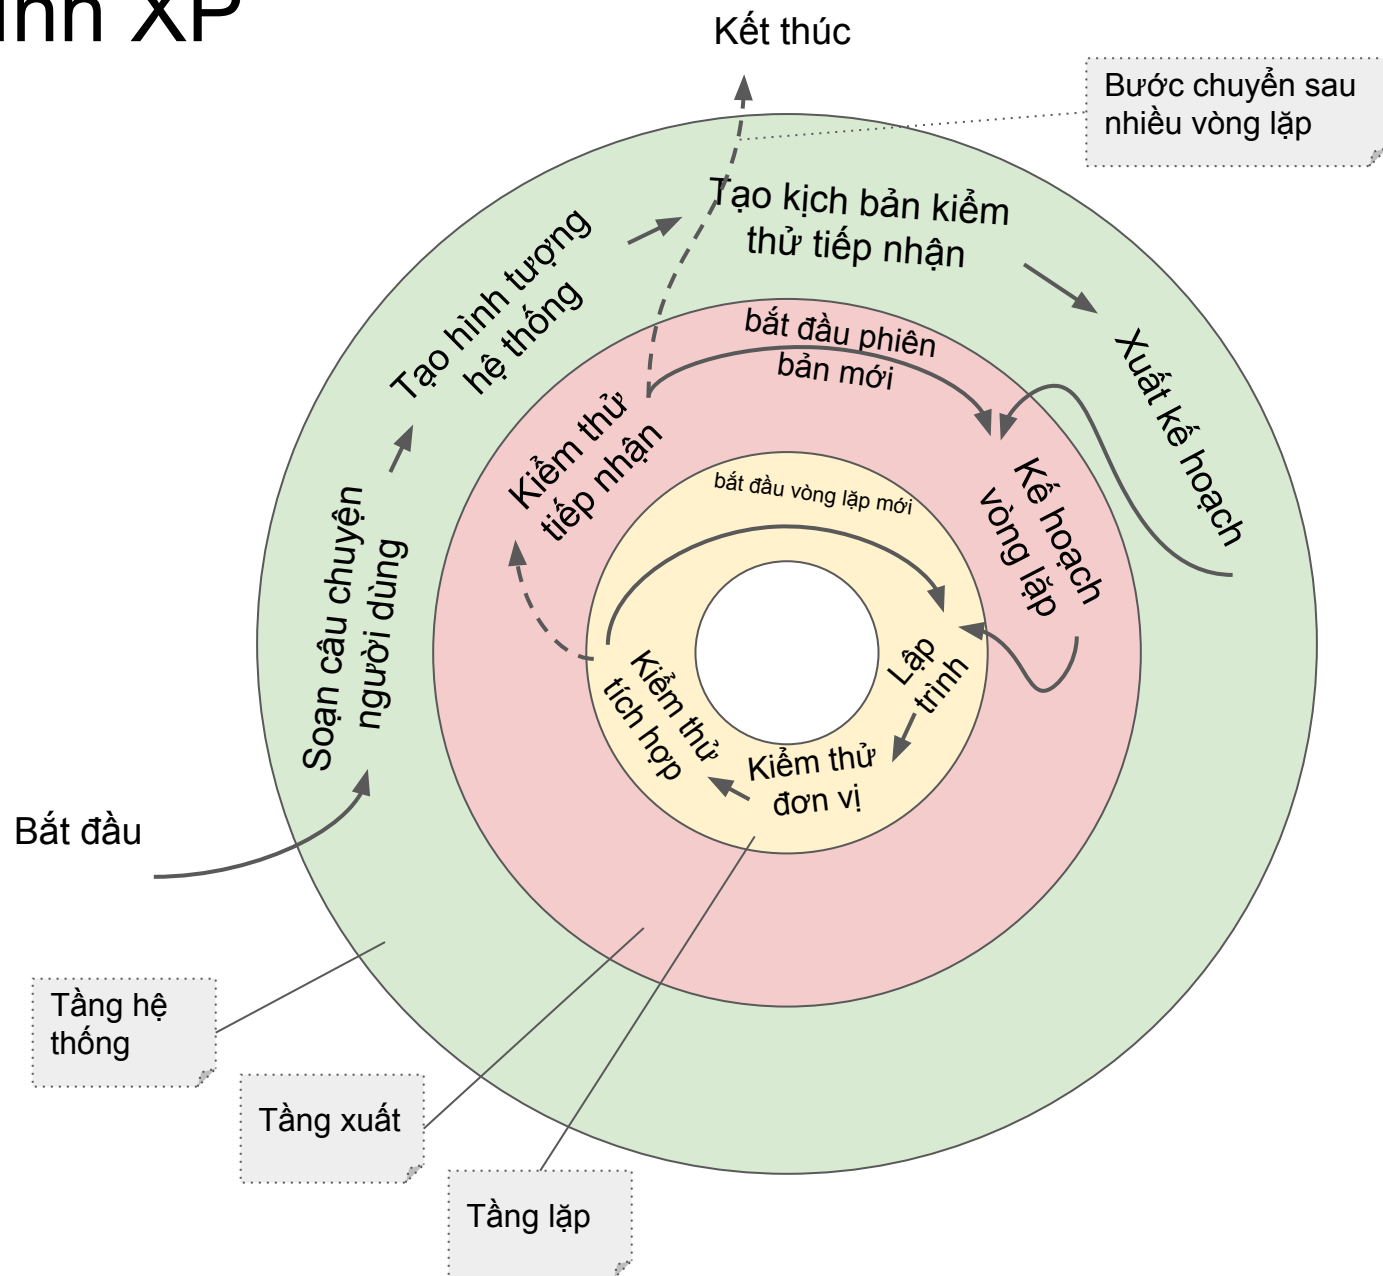 XP
Kết thúc
Bước chuyển sau
nhiều vòng lặp
Tạo kịch bản kiểm
thử tiếp nhận
Tạo hình tượng
hệ thống
Xuất kế hoạch
bắt đầu phiên
bản mới
Kiểm thử
tiếp nhận
Kế hoạch
vòng lặp
bắt đầu vòng lặp mới
Soạn câu chuyện
người dùng
Lập
trình
Kiểm thử
tích hợp
Kiểm thử
đơn vị
Bắt đầu
Tầng hệ
thống
Tầng xuất
Tầng lặp